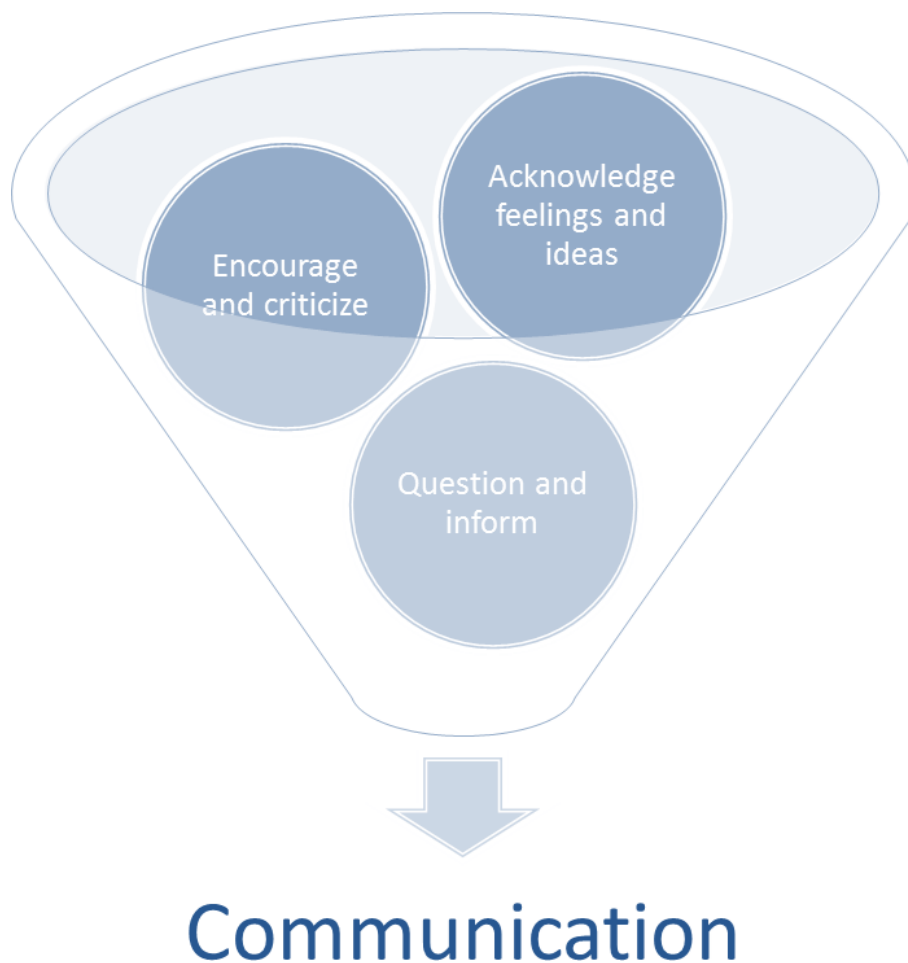 Acknowledge
feelings and
ideas
Encourage
and criticize
Question and
inform
Communication